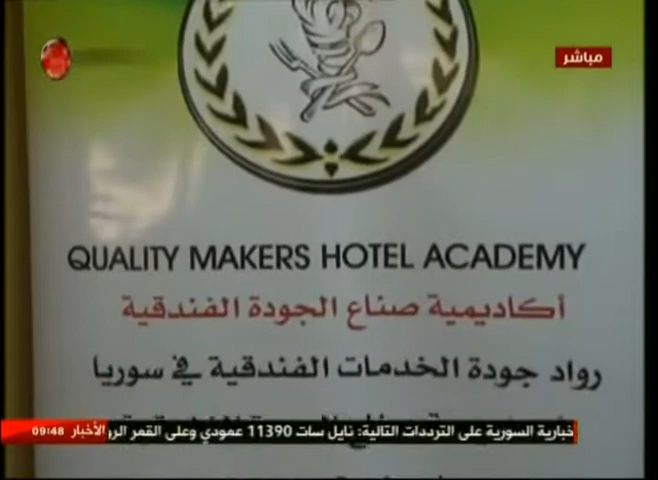 مباشر
QUALITY MAKERS HOTEL ACADEMY
أكاديمية صناع الجودة الفندقية
رواد جودة الخدمات الفندقية في سوريا
خبارية السورية على الترددات التالية: نايل سات 11390 عمودي وعلى القمر الرو
الأخبار 09:48